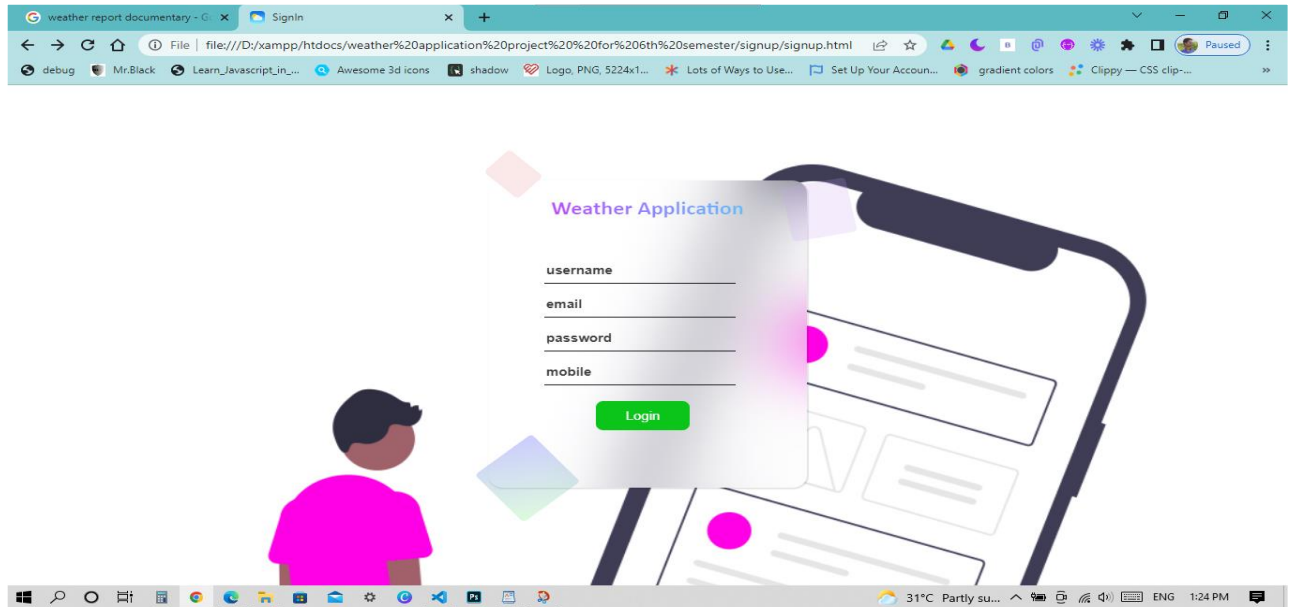 weather report documentary - G
SignIn
File | file:///D:/xampp/htdocs/weather%20application%20project%20%20for%206th%20semester/signup/signup.html
Paused
debug
Mr.Black
Learn_Javascript_in_...
Awesome 3d icons
shadow
Logo, PNG, 5224x1...
Lots of Ways to Use...
Set Up Your Accoun...
gradient colors
Clippy — CSS clip-...
Weather Application
username
email
password
mobile
Login
31°C Partly su...
ENG
1:24 PM